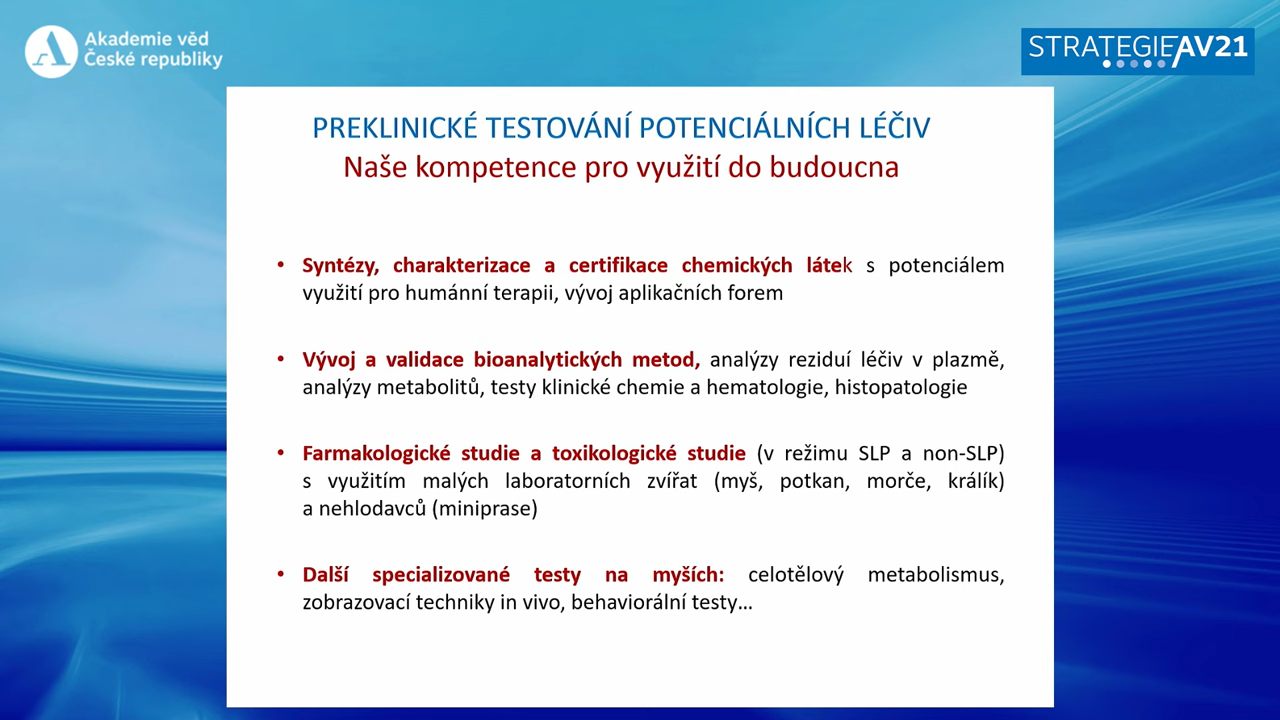 Akademie věd
České republiky
STRATEGIE AV21
PREKLINICKÉ TESTOVÁNÍ POTENCIÁLNÍCH LÉČIV
Naše kompetence pro využití do budoucna
• Syntézy, charakterizace a certifikace chemických látek s potenciálem
využití pro humánní terapii, vývoj aplikačních forem
• Vývoj a validace bioanalytických metod, analýzy reziduí léčiv v plazmě,
analýzy metabolitů, testy klinické chemie a hematologie, histopatologie
• Farmakologické studie a toxikologické studie (v režimu SLP a non-SLP)
s využitím malých laboratorních zvířat (myš, potkan, morče, králík)
a nehlodavců (miniprase)
• Další specializované testy na myších: celotělový metabolismus,
zobrazovací techniky in vivo, behaviorální testy…